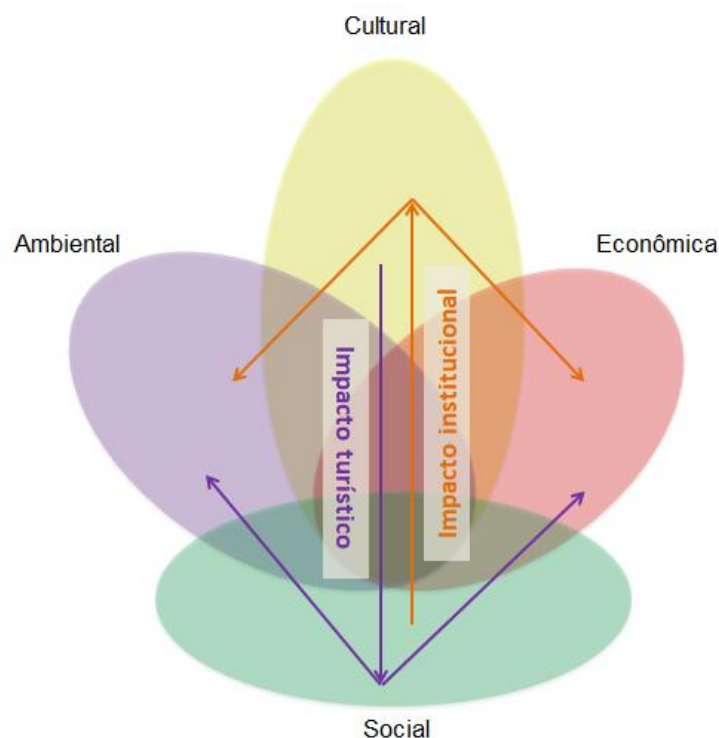 Cultural
Ambiental
Econômica
Impacto turístico
Impacto institucional
Social